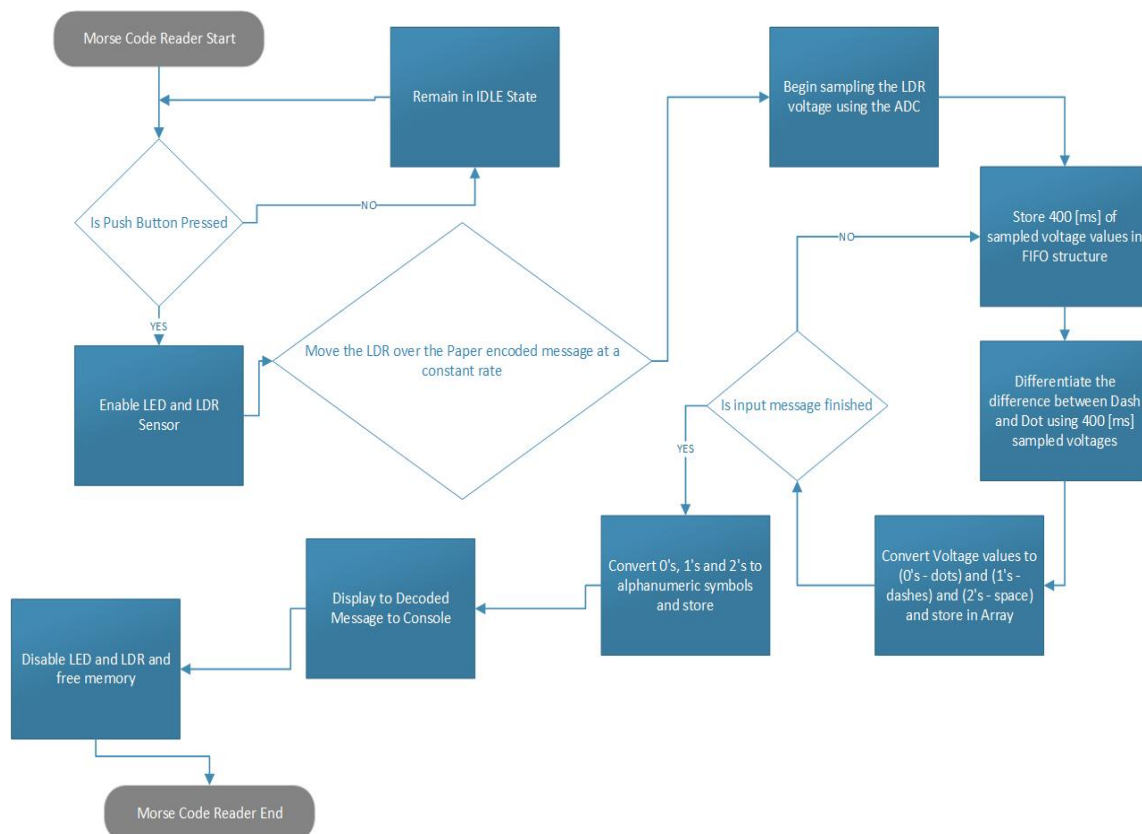 Morse Code Reader Start
Remain in IDLE State
Is Push Button Pressed
NO
YES
Enable LED and LDR
Sensor
Move the LDR over the Paper encoded message at a
constant rate
Begin sampling the LDR
voltage using the ADC
Store 400 [ms] of
sampled voltage values in
FIFO structure
Differentiate the
difference between Dash
and Dot using 400 [ms]
sampled voltages
Convert Voltage values to
(0's - dots) and (1's -
dashes) and (2's - space)
and store in Array
Is input message finished
NO
YES
Convert 0's, 1's and 2's to
alphanumeric symbols
and store
Display to Decoded
Message to Console
Disable LED and LDR and
free memory
Morse Code Reader End